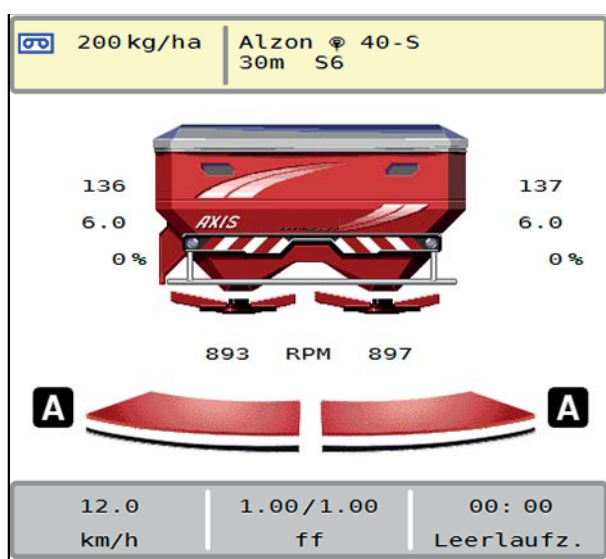 200 kg/ha
Alzon 40-S
30m S6
136 137
6.0 AXIS 6.0
0% 0%
893 RPM 897
A A
12.0 1.00/1.00 00:00
km/h ff Leerlaufz.